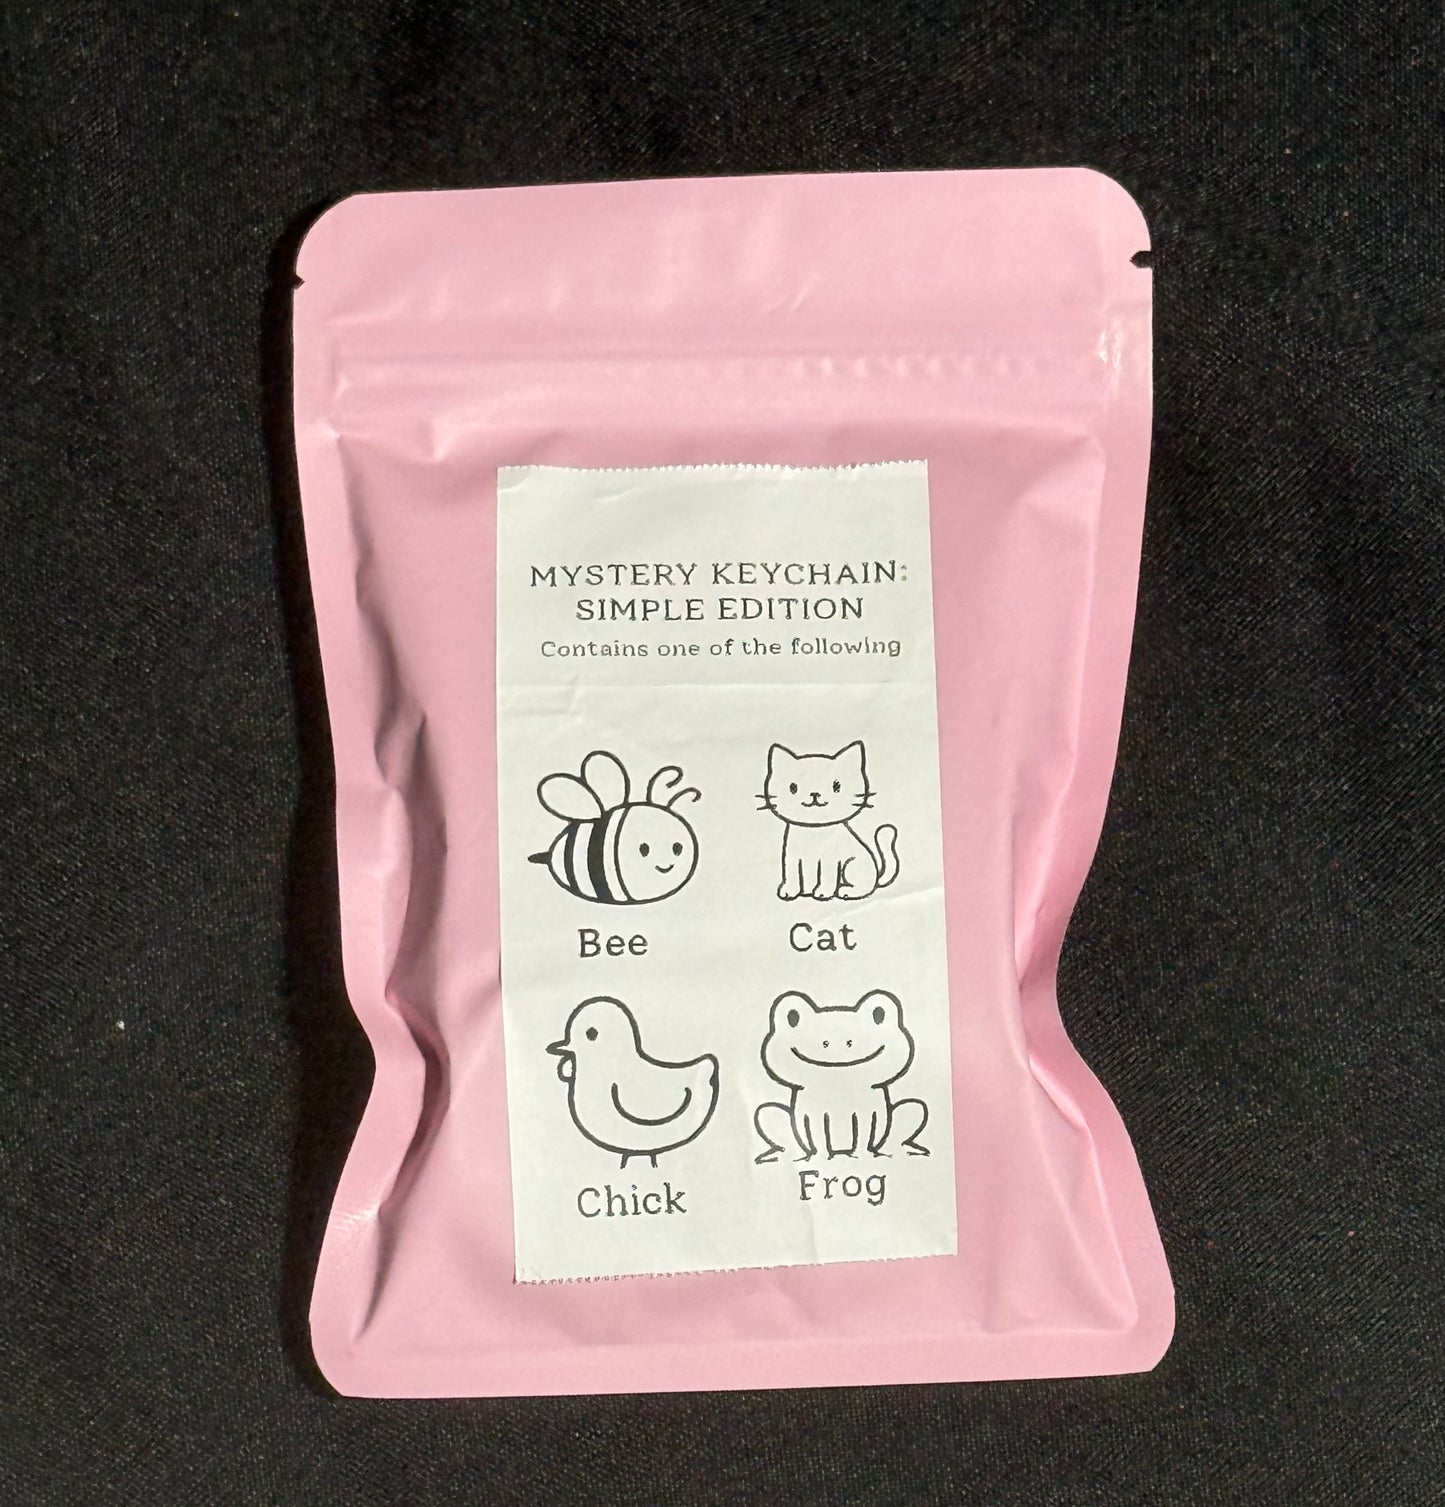 MYSTERY KEYCHAIN:
SIMPLE EDITION
Contains one of the following
Bee
Cat
Chick
Frog